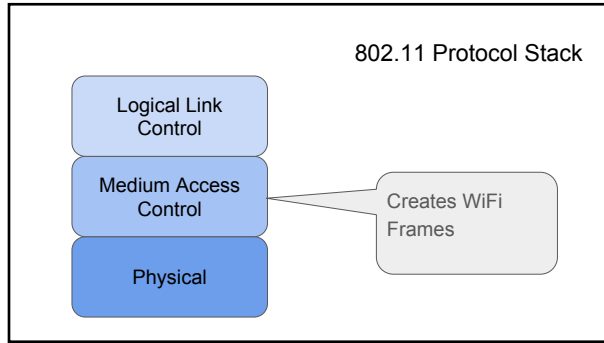 802.11 Protocol Stack
Logical Link
Control
Medium Access
Control
Creates WiFi
Frames
Physical